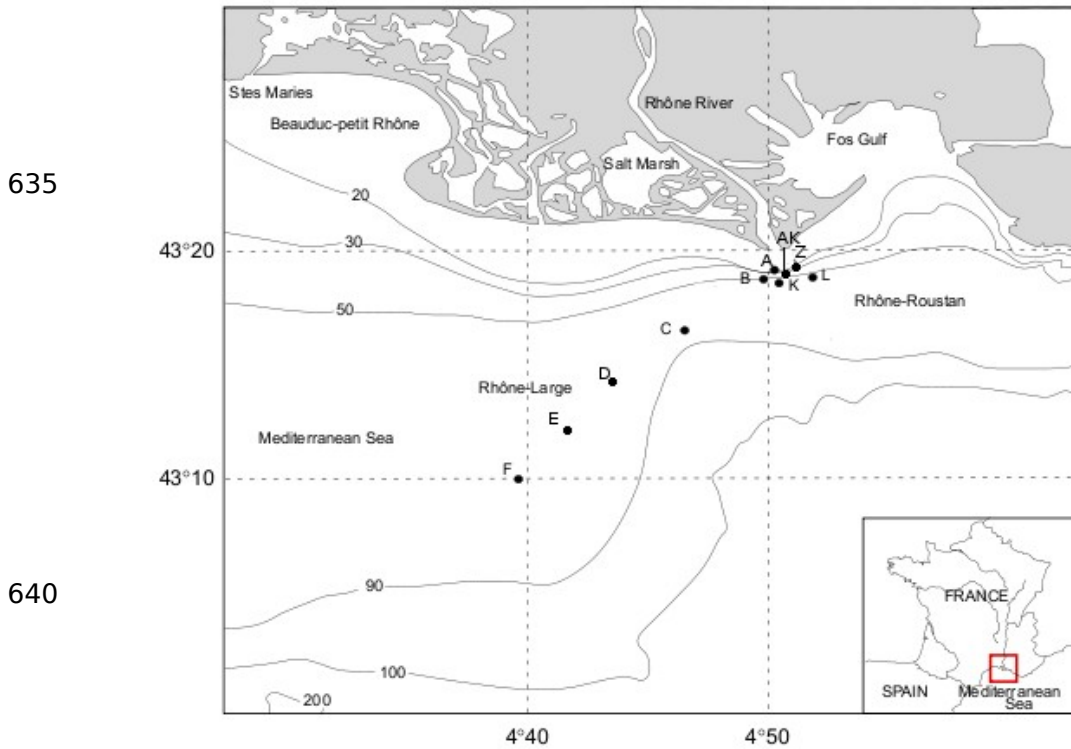 Stes Maries
Beauduc-petit Rhône
Rhône River
Fos Gulf
Salt Marsh
635
20
30
43°20
AK
A
Z
B
K
L
50
Rhône-Roustan
C
D
Rhône-Large
E
Mediterranean Sea
F
43°10
90
640
FRANCE
100
SPAIN
Mediterranean
Sea
200
4°40
4°50